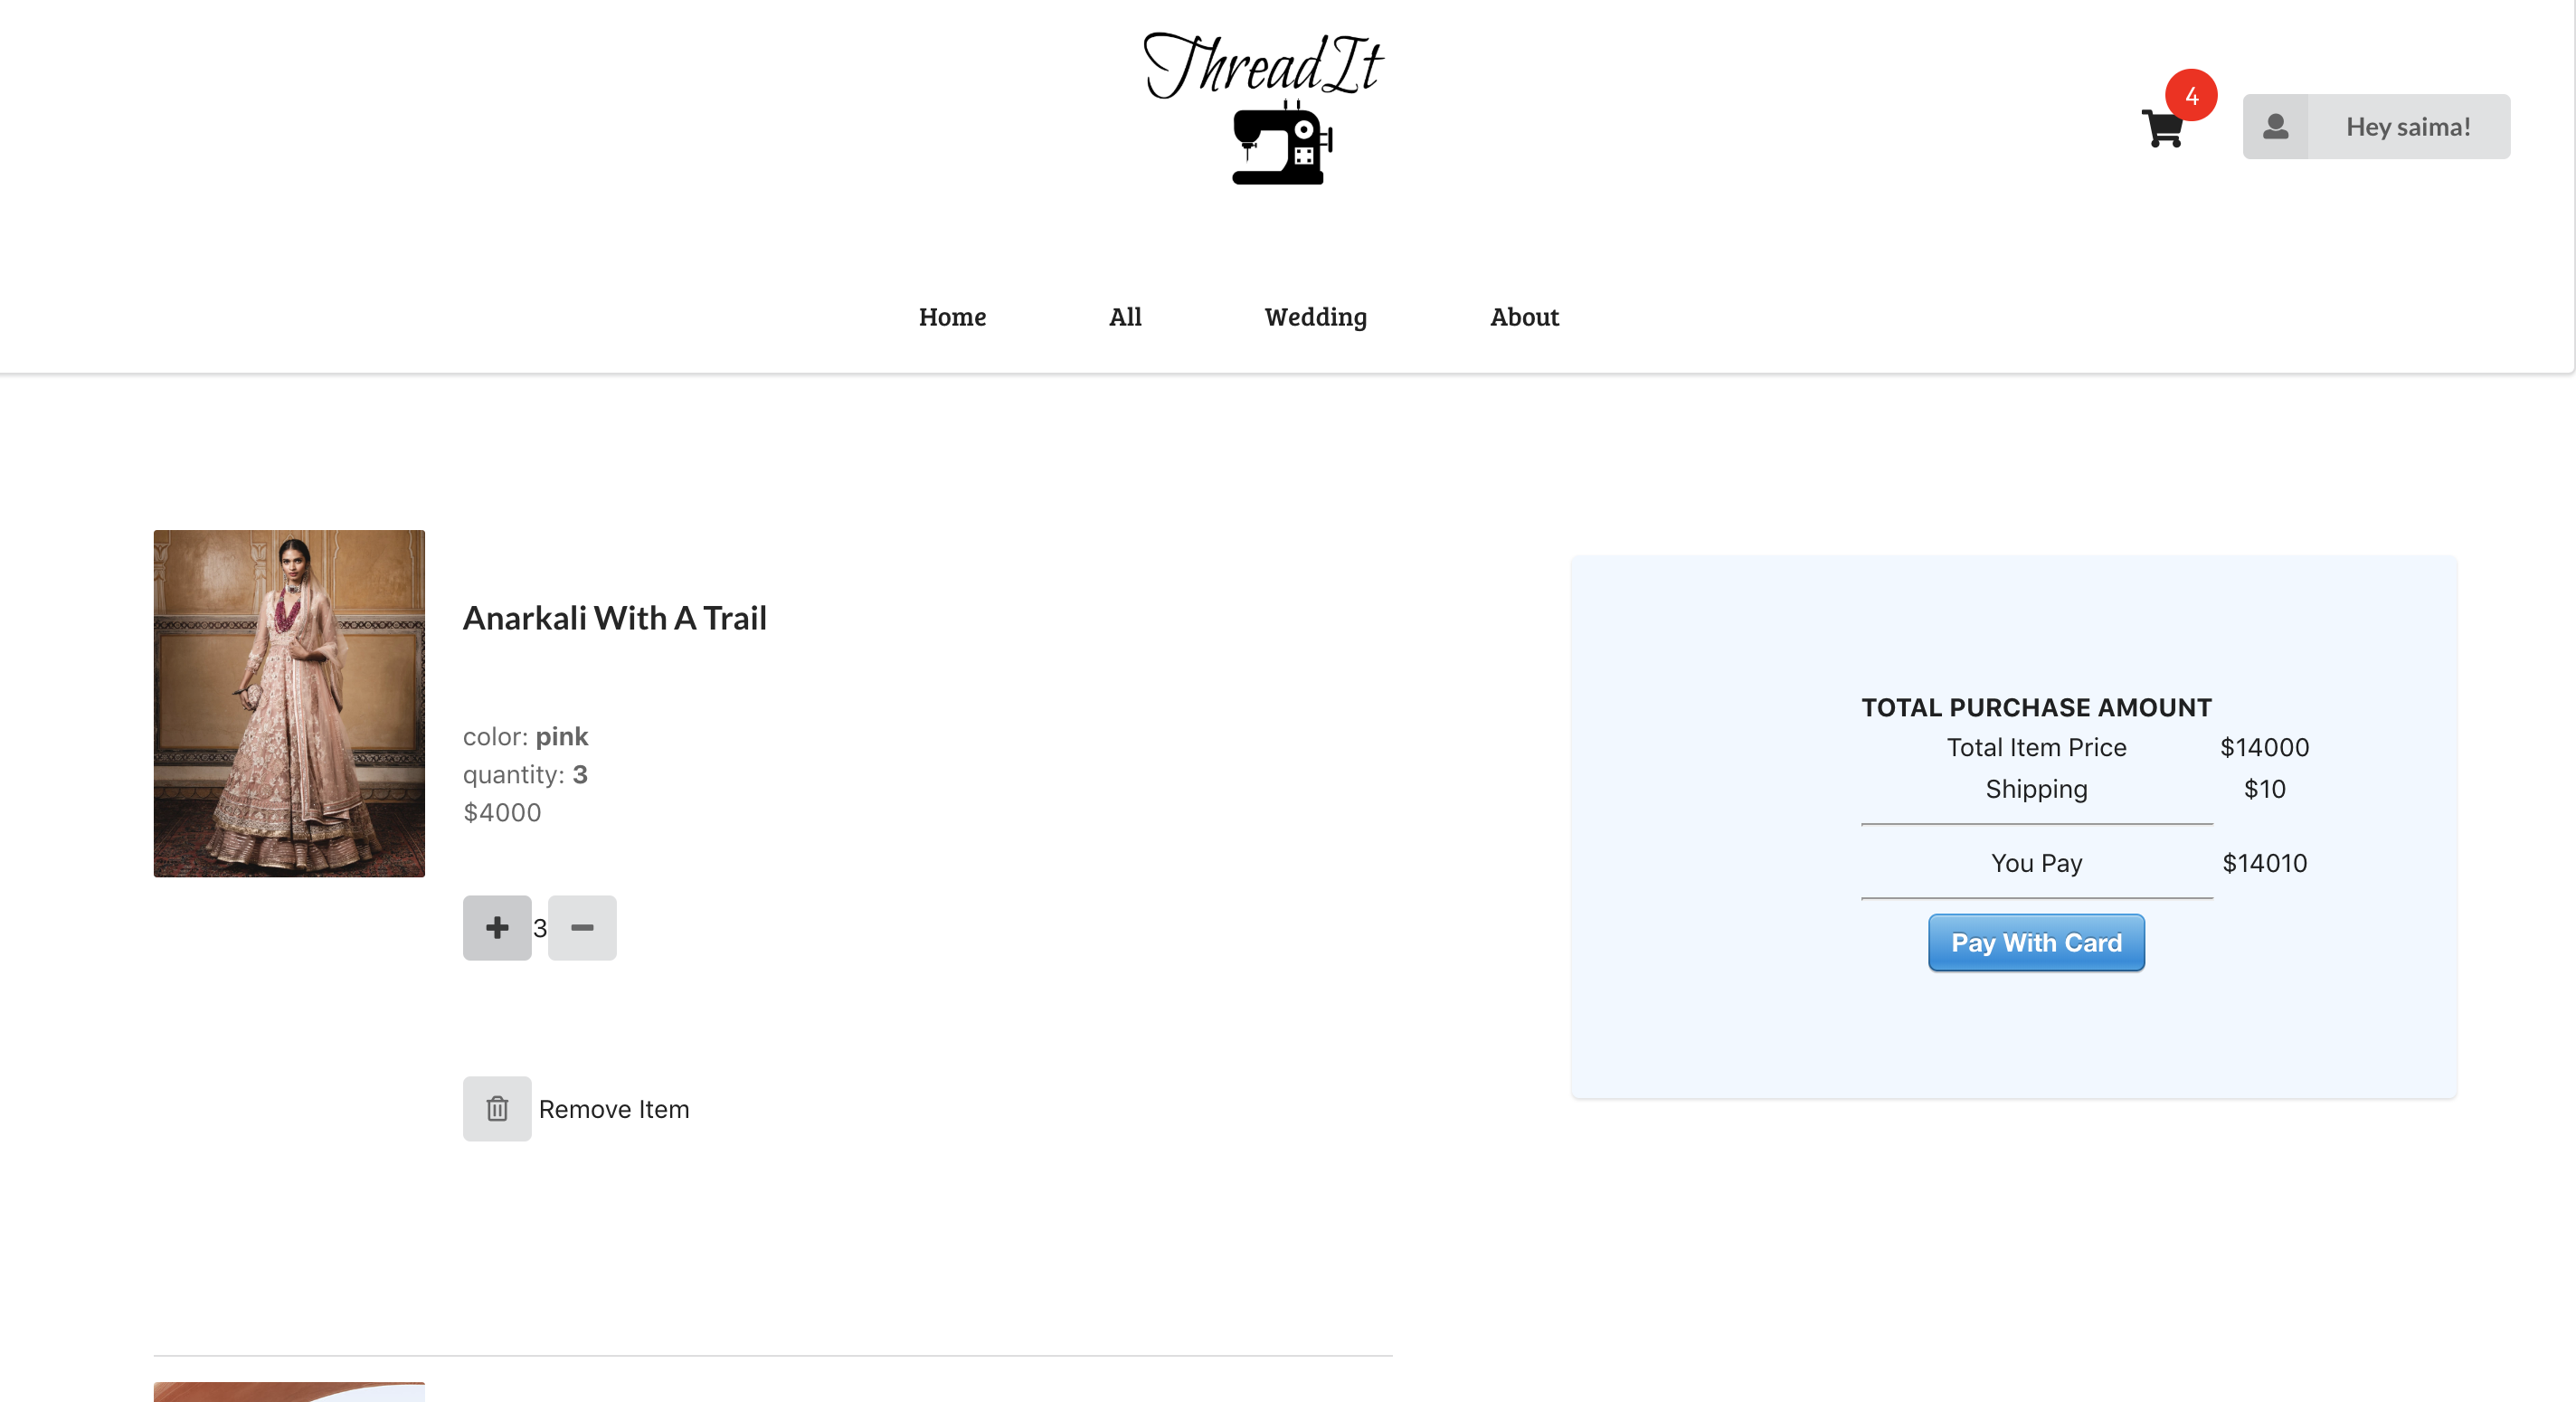 ThreadIt
4
Hey saima!
Home All Wedding About
Anarkali With A Trail
color: pink
quantity: 3
$4000
3
Remove Item
TOTAL PURCHASE AMOUNT
Total Item Price $14000
Shipping $10
You Pay $14010
Pay With Card